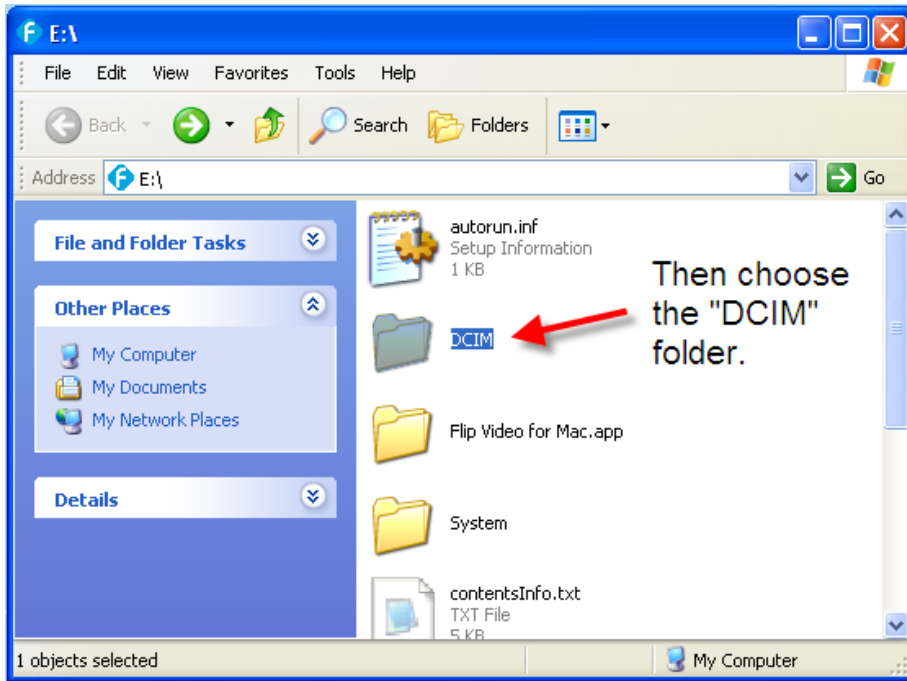 E:\
File Edit View Favorites Tools Help
Back Search Folders
Address E:\ Go
File and Folder Tasks
Other Places
My Computer
My Documents
My Network Places
Details
autorun.inf
Setup Information
1 KB
DCIM
Flip Video for Mac.app
System
contentsInfo.txt
TXT File
5 KB
Then choose
the "DCIM"
folder.
1 objects selected My Computer